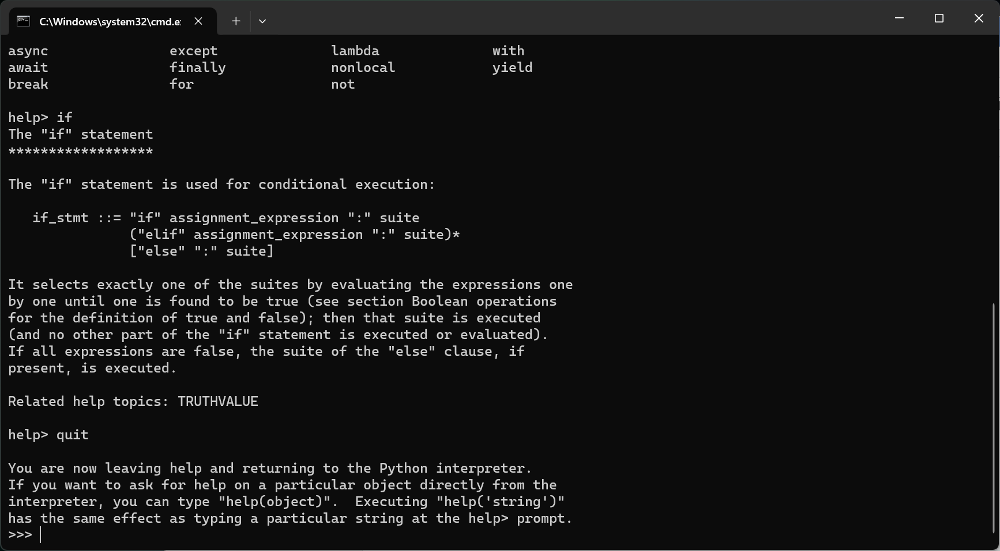 C:\Windows\system32\cmd.e
async               except              lambda              with
await               finally             nonlocal            yield
break               for                 not
help> if
The "if" statement
******************
The "if" statement is used for conditional execution:
   if_stmt ::= "if" assignment_expression ":" suite
               ("elif" assignment_expression ":" suite)*
               ["else" ":" suite]
It selects exactly one of the suites by evaluating the expressions one
by one until one is found to be true (see section Boolean operations
for the definition of true and false); then that suite is executed
(and no other part of the "if" statement is executed or evaluated).
If all expressions are false, the suite of the "else" clause, if
present, is executed.
Related help topics: TRUTHVALUE
help> quit
You are now leaving help and returning to the Python interpreter.
If you want to ask for help on a particular object directly from the
interpreter, you can type "help(object)".  Executing "help('string')"
has the same effect as typing a particular string at the help> prompt.
>>>